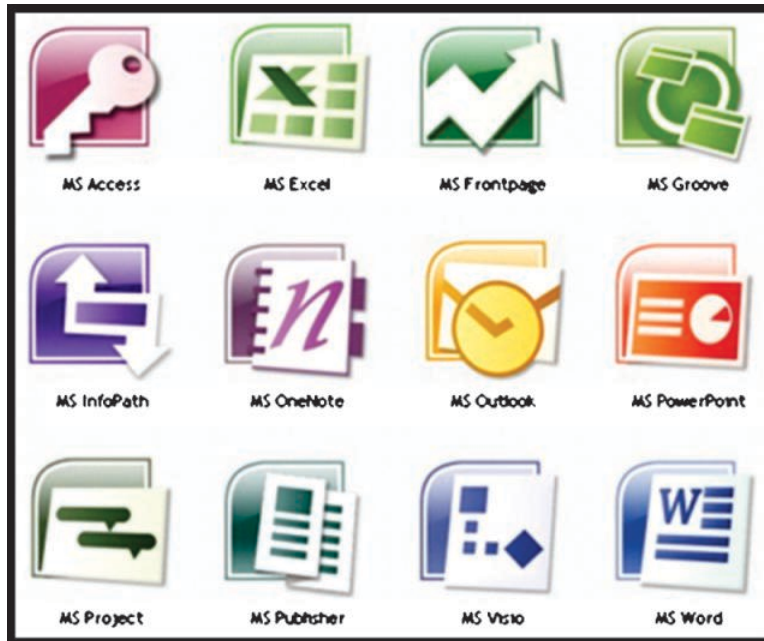 MS Access
MS Excel
MS Frontpage
MS Groove
MS InfoPath
n
MS OneNote
MS Outlook
MS PowerPoint
MS Project
MS Publisher
MS Visio
W
MS Word